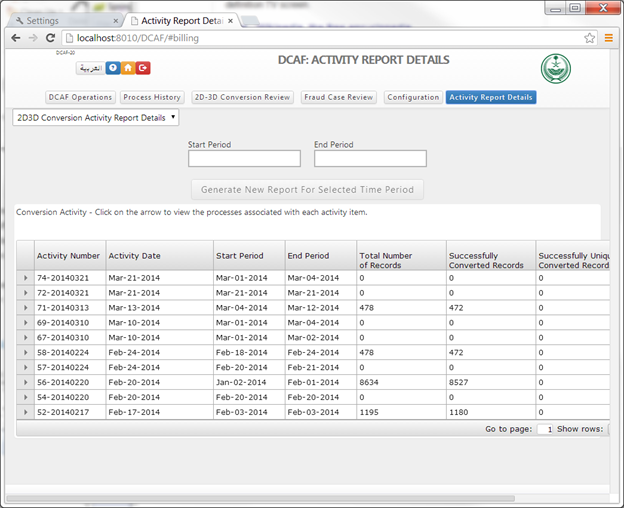 definition TV screen.
Settings
Activity Report Deta
localhost:8010/DCAF/#billing
DCAF-20
العربية
DCAF: ACTIVITY REPORT DETAILS
DCAF Operations Process History 2D-3D Conversion Review Fraud Case Review Configuration Activity Report Details
2D3D Conversion Activity Report Details
Start Period End Period
Generate New Report For Selected Time Period
Conversion Activity - Click on the arrow to view the processes associated with each activity item.
Activity Number Activity Date Start Period End Period Total Number of Records Successfully Converted Records Successfully Uniqu Converted Record
74-20140321 Mar-21-2014 Mar-01-2014 Mar-04-2014 0 0 0
72-20140321 Mar-21-2014 Mar-21-2014 Mar-21-2014 0 0 0
71-20140313 Mar-13-2014 Mar-04-2014 Mar-12-2014 478 472 0
69-20140310 Mar-10-2014 Mar-01-2014 Mar-04-2014 0 0 0
67-20140310 Mar-10-2014 Mar-01-2014 Mar-02-2014 0 0 0
58-20140224 Feb-24-2014 Feb-18-2014 Feb-24-2014 478 472 0
57-20140224 Feb-24-2014 Feb-20-2014 Feb-21-2014 0 0 0
56-20140220 Feb-20-2014 Jan-02-2014 Feb-01-2014 8634 8527 0
54-20140220 Feb-20-2014 Feb-20-2014 Feb-20-2014 0 0 0
52-20140217 Feb-17-2014 Feb-03-2014 Feb-03-2014 1195 1180 0
Go to page: 1 Show rows: